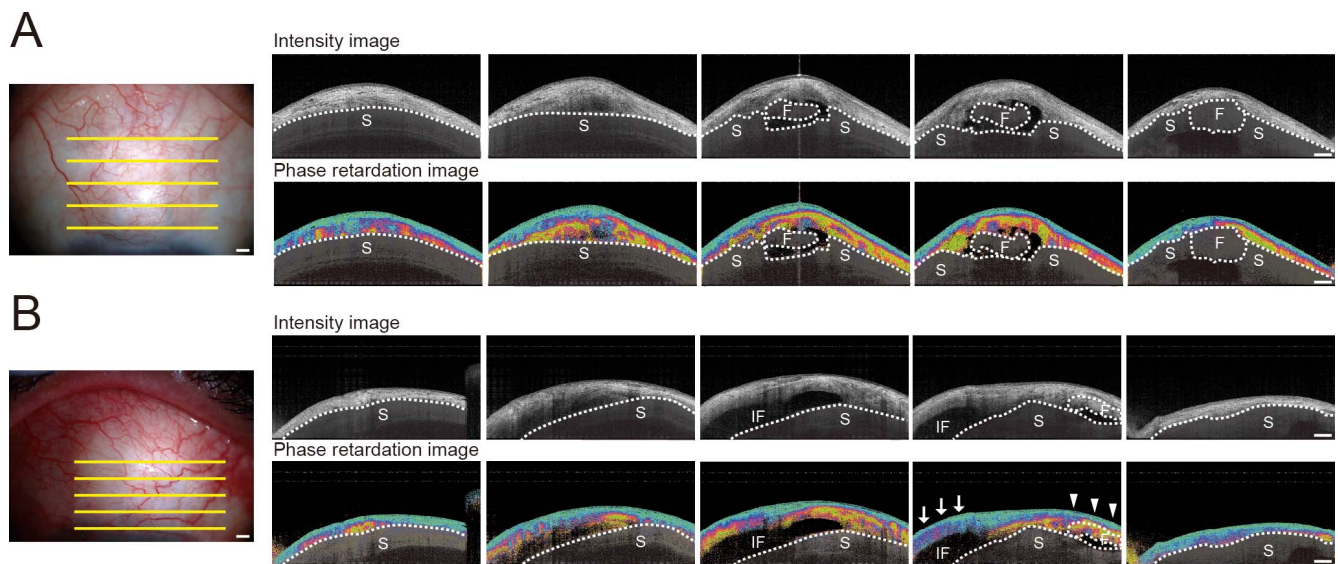 A
Intensity image
S S S F S S F S S F S
Phase retardation image
S S S F S S F S S F S
B
Intensity image
S S IF S IF S F S
Phase retardation image
S S IF S IF S F S